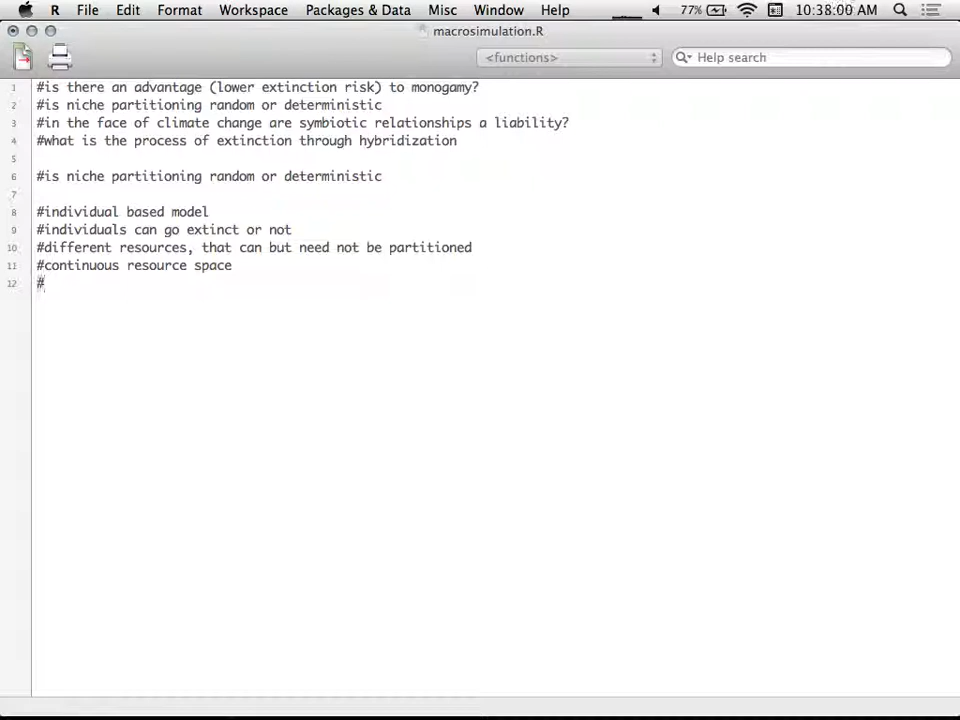 R File Edit Format Workspace Packages & Data Misc Window Help 77% 10:38:00 AM
macrosimulation.R
<functions> Help search
1 #is there an advantage (lower extinction risk) to monogamy?
2 #is niche partitioning random or deterministic
3 #in the face of climate change are symbiotic relationships a liability?
4 #what is the process of extinction through hybridization
5
6 #is niche partitioning random or deterministic
7
8 #individual based model
9 #individuals can go extinct or not
10 #different resources, that can but need not be partitioned
11 #continuous resource space
12 #